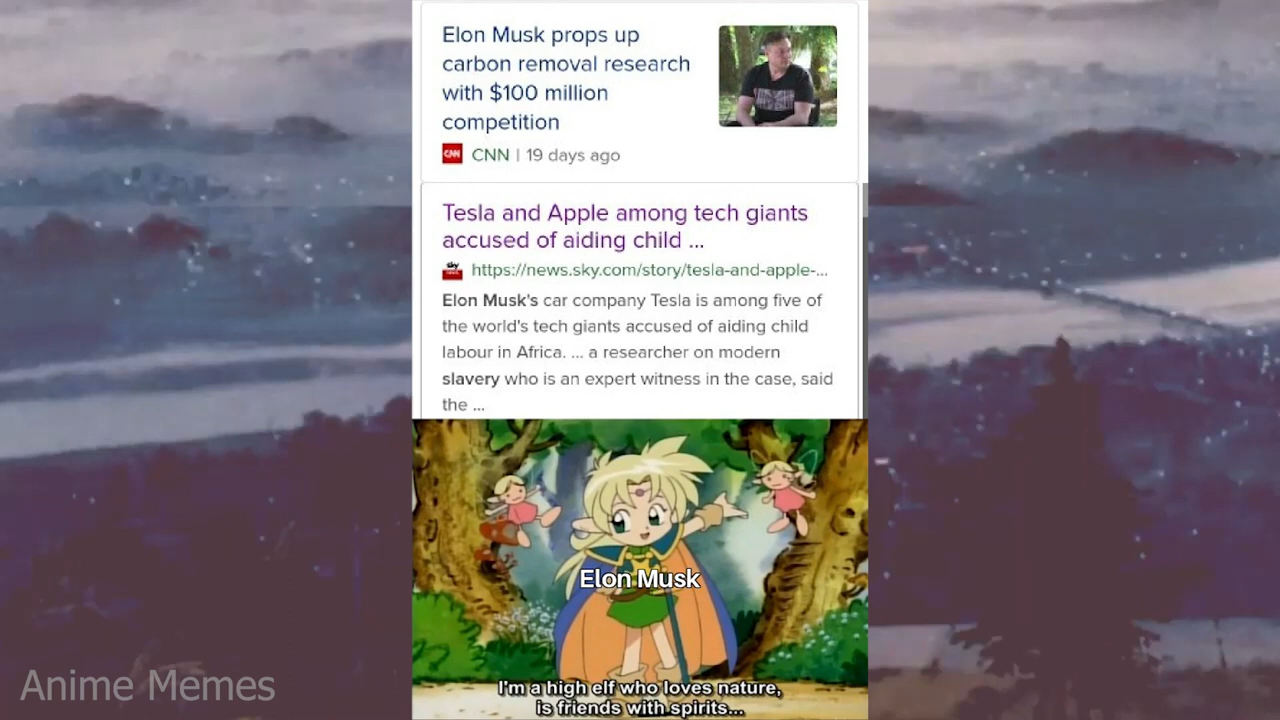 Elon Musk props up
carbon removal research
with $100 million
competition
CNN CNN | 19 days ago
Tesla and Apple among tech giants
accused of aiding child ...
sky news https://news.sky.com/story/tesla-and-apple-...
Elon Musk's car company Tesla is among five of
the world's tech giants accused of aiding child
labour in Africa. ... a researcher on modern
slavery who is an expert witness in the case, said
the ...
Elon Musk
I'm a high elf who loves nature,
is friends with spirits...
Anime Memes